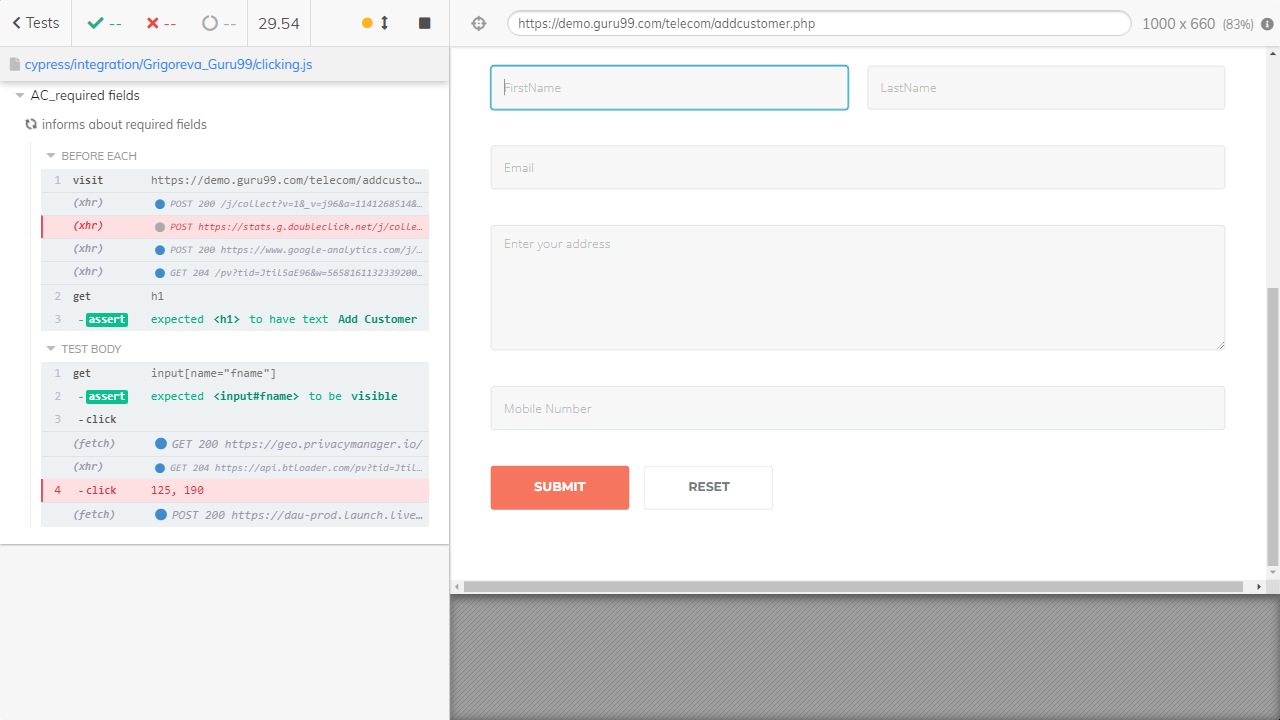 Tests
--
--
--
29.54
cypress/integration/Grigoreva_Guru99/clicking.js
AC_required fields
informs about required fields
BEFORE EACH
1 visit https://demo.guru99.com/telecom/addcusto…
(xhr) POST 200 /j/collect?v=1&_v=j96&a=1141268514&…
(xhr) POST https://stats.g.doubleclick.net/j/colle…
(xhr) POST 200 https://www.google-analytics.com/j/…
(xhr) GET 204 /pv?tid=Jtil5aE96&w=5658161132339200…
2 get h1
3 -assert expected <h1> to have text Add Customer
TEST BODY
1 get input[name="fname"]
2 -assert expected <input#fname> to be visible
3 -click
(fetch) GET 200 https://geo.privacymanager.io/
(xhr) GET 204 https://api.btloader.com/pv?tid=Jtil…
4 -click 125, 190
(fetch) POST 200 https://dau-prod.launch.live…
https://demo.guru99.com/telecom/addcustomer.php
1000 x 660 (83%)
FirstName
LastName
Email
Enter your address
Mobile Number
SUBMIT
RESET